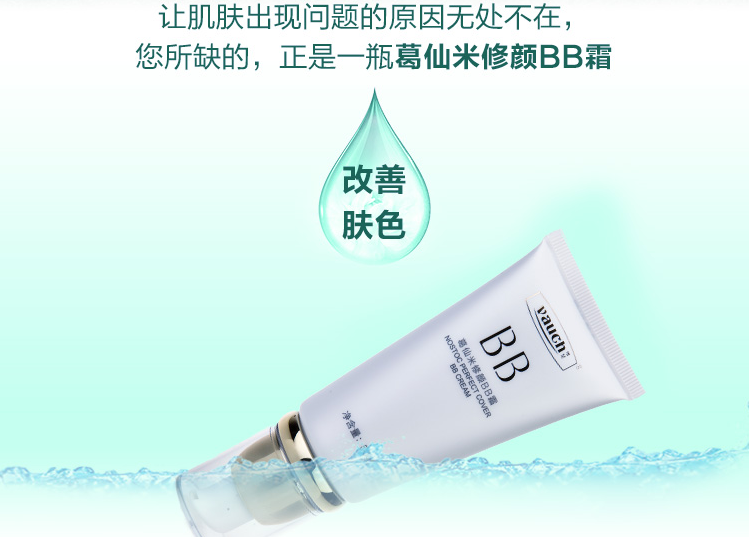 让肌肤出现问题的原因无处不在，
您所缺的，正是一瓶葛仙米修颜BB霜
改善
肤色
vauch
BB
葛仙米修颜BB霜
NOSTOC PERFECT COVER
BB CREAM
净含量：